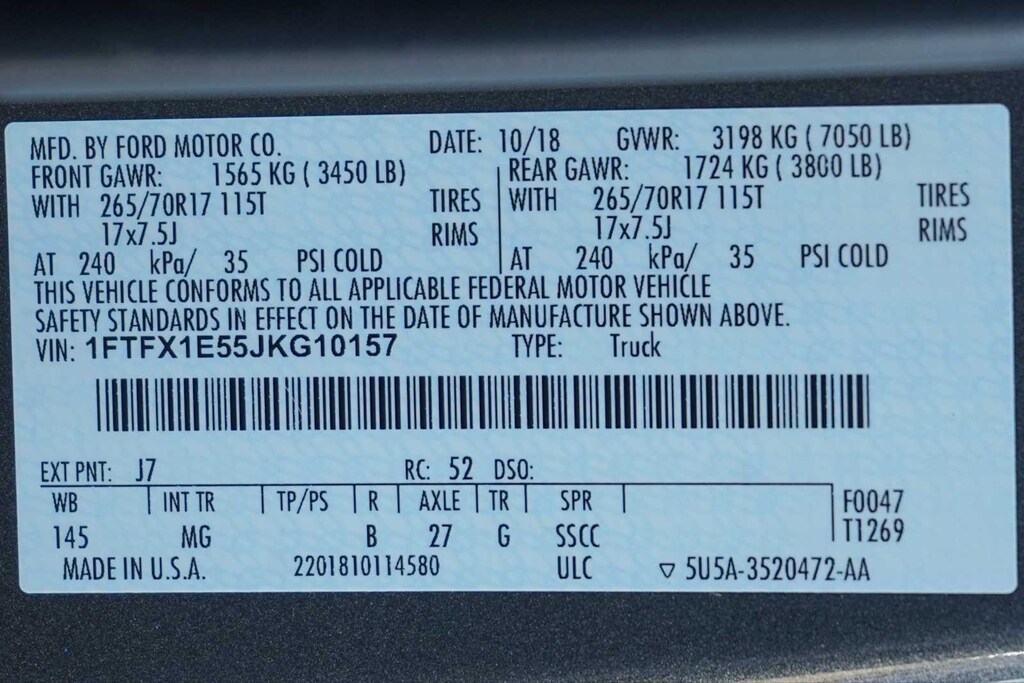 MFD. BY FORD MOTOR CO. DATE: 10/18 GVWR: 3198 KG ( 7050 LB)
FRONT GAWR: 1565 KG ( 3450 LB) REAR GAWR: 1724 KG ( 3800 LB)
WITH 265/70R17 115T TIRES WITH 265/70R17 115T TIRES
17x7.5J RIMS 17x7.5J RIMS
AT 240 kPa/ 35 PSI COLD AT 240 kPa/ 35 PSI COLD
THIS VEHICLE CONFORMS TO ALL APPLICABLE FEDERAL MOTOR VEHICLE
SAFETY STANDARDS IN EFFECT ON THE DATE OF MANUFACTURE SHOWN ABOVE.
VIN: 1FTFX1E55JKG10157 TYPE: Truck
EXT PNT: J7 RC: 52 DSO:
WB INT TR TP/PS R AXLE TR SPR F0047
145 MG B 27 G SSCC T1269
MADE IN U.S.A. 2201810114580 ULC ▽ 5U5A-3520472-AA